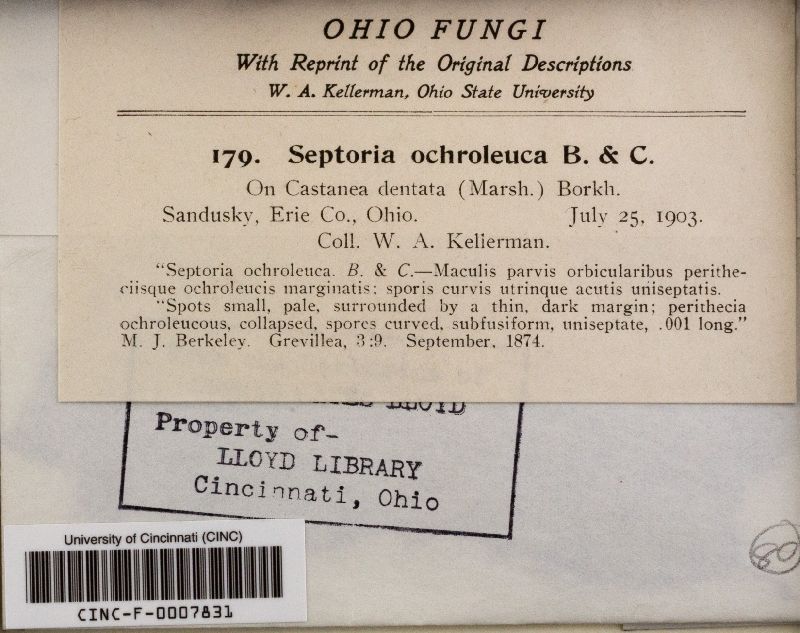 OHIO FUNGI
With Reprint of the Original Descriptions
W. A. Kellerman, Ohio State University
179. Septoria ochroleuca B. & C.
On Castanea dentata (Marsh.) Borkh.
Sandusky, Erie Co., Ohio. July 25, 1903.
Coll. W. A. Kellerman.
"Septoria ochroleuca. B. & C.—Maculis parvis orbicularibus perithe-
ciisque ochroleucis marginatis: sporis curvis utrinque acutis uniseptatis.
"Spots small, pale, surrounded by a thin, dark margin; perithecia
ochroleucous, collapsed, spores curved, subfusiform, uniseptate, .001 long."
M. J. Berkeley. Grevillea, 3:9. September, 1874.
LLOYD
Property of-
LLOYD LIBRARY
Cincinnati, Ohio
University of Cincinnati (CINC)
CINC-F-0007831
80